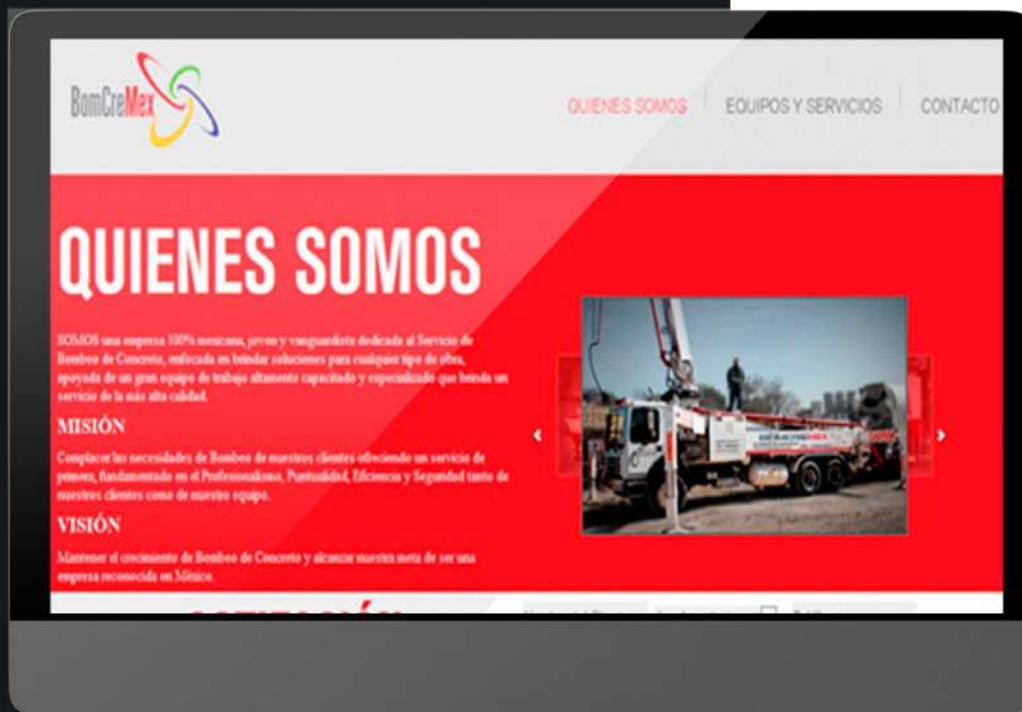 BomCreMex
QUIENES SOMOS
EQUIPOS Y SERVICIOS
CONTACTO
QUIENES SOMOS
SOMOS una empresa 100% mexicana, joven y vanguardista dedicada al Servicio de
Bombeo de Concreto, enfocada en brindar soluciones para cualquier tipo de obra,
apoyada de un gran equipo de trabajo altamente capacitado y especializado que brinda un
servicio de la más alta calidad.
MISIÓN
Complacer las necesidades de Bombeo de nuestros clientes ofreciendo un servicio de
primera, fundamentado en el Profesionalismo, Puntualidad, Eficiencia y Seguridad tanto de
nuestros clientes como de nuestro equipo.
VISIÓN
Mantener el crecimiento de Bombeo de Concreto y alcanzar nuestra meta de ser una
empresa reconocida en México.